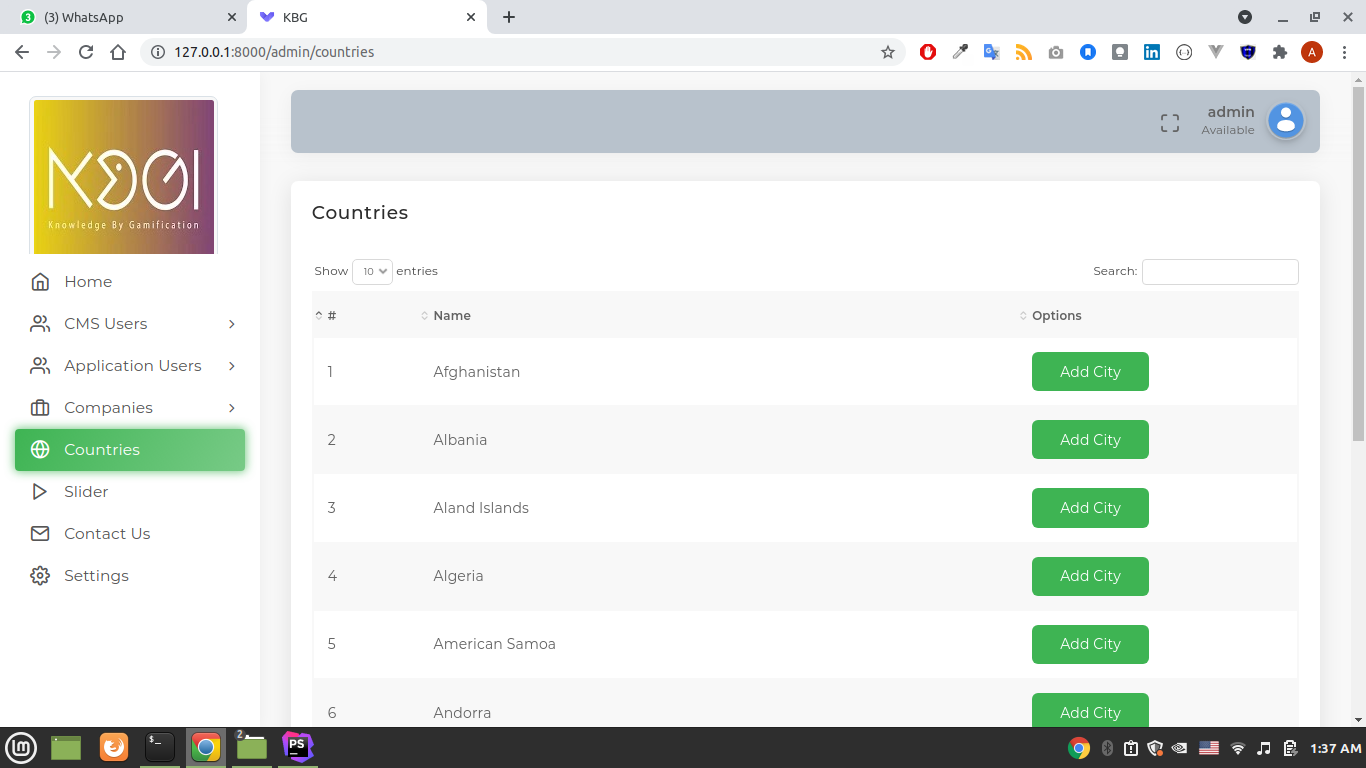 (3) WhatsApp
KBG
127.0.0.1:8000/admin/countries
Knowledge By Gamification
admin
Available
Home
CMS Users
Application Users
Companies
Countries
Slider
Contact Us
Settings
Countries
Show 10 entries
Search:
# Name Options
1 Afghanistan Add City
2 Albania Add City
3 Aland Islands Add City
4 Algeria Add City
5 American Samoa Add City
6 Andorra Add City
1:37 AM